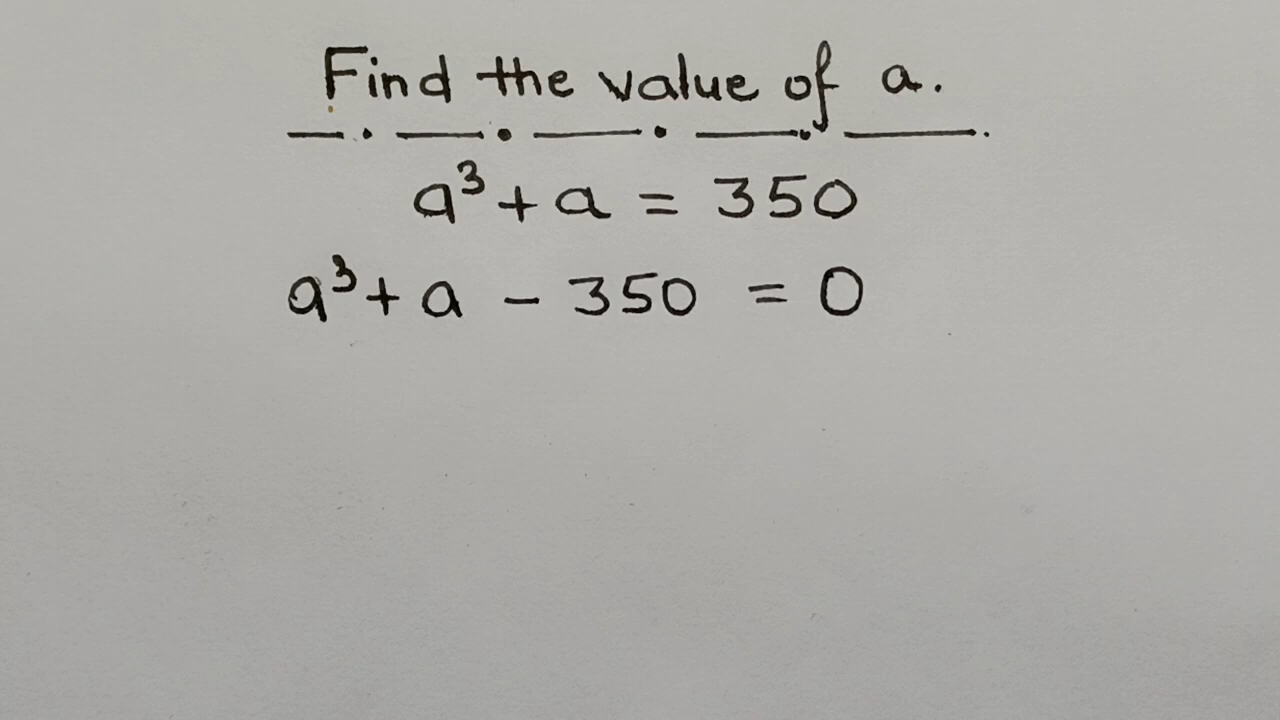 Find the value of a.
a³ + a = 350
a³ + a - 350 = 0